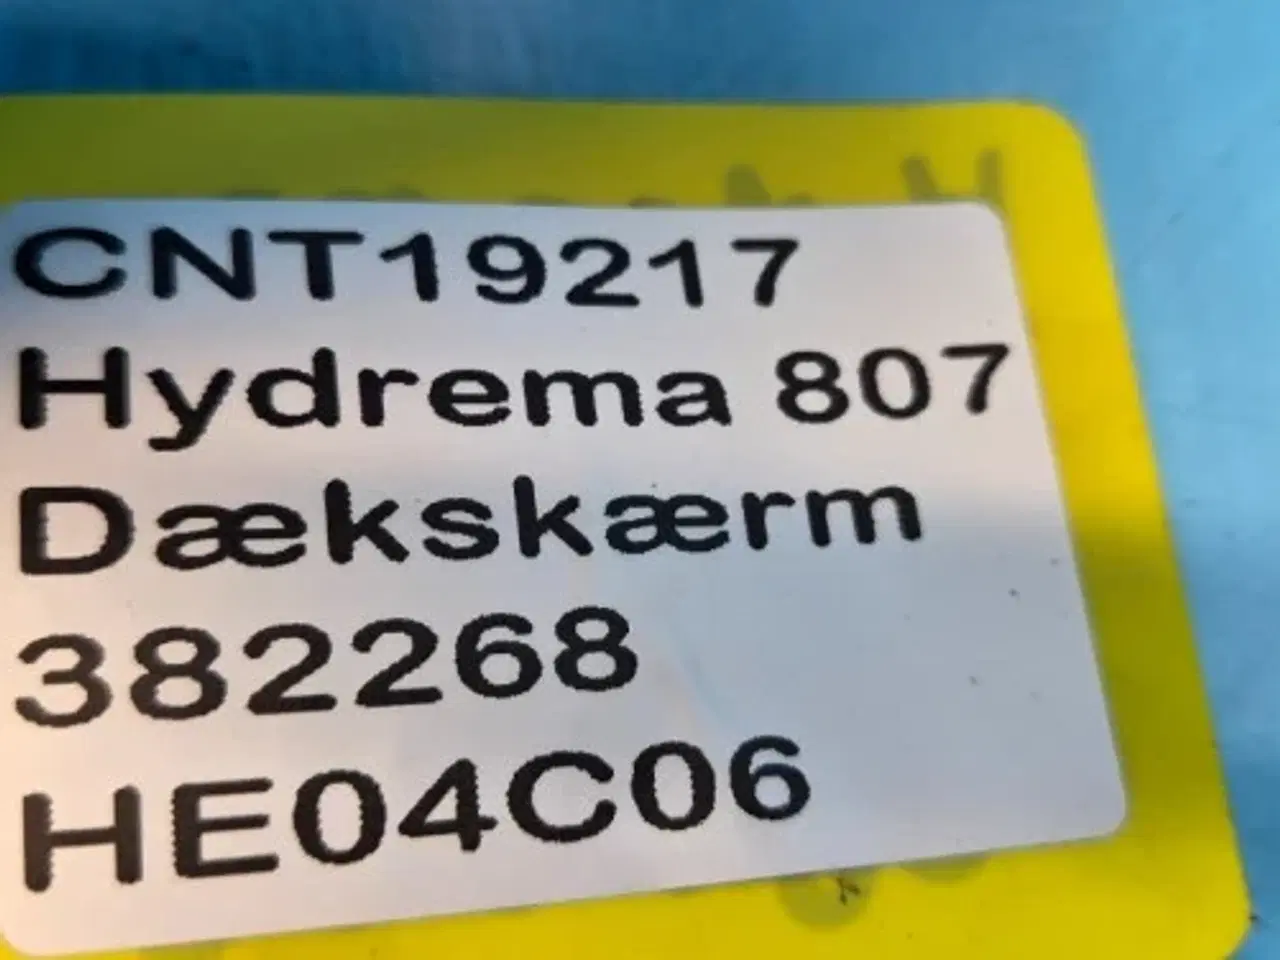 CNT19217
Hydrema 807
Dækskærm
382268
HE04C06